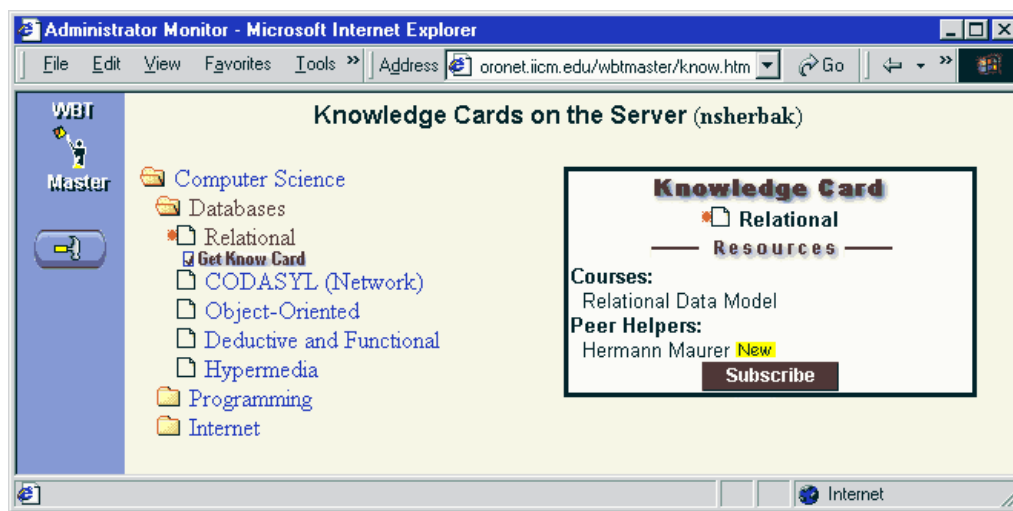 Administrator Monitor - Microsoft Internet Explorer
File Edit View Favorites Tools » Address oronet.iicm.edu/wbtmaster/know.htm Go »
WBT
Master
Knowledge Cards on the Server (nsherbak)
Computer Science
Databases
Relational
Get Know Card
CODASYL (Network)
Object-Oriented
Deductive and Functional
Hypermedia
Programming
Internet
Knowledge Card
Relational
Resources
Courses:
Relational Data Model
Peer Helpers:
Hermann Maurer New
Subscribe
Internet